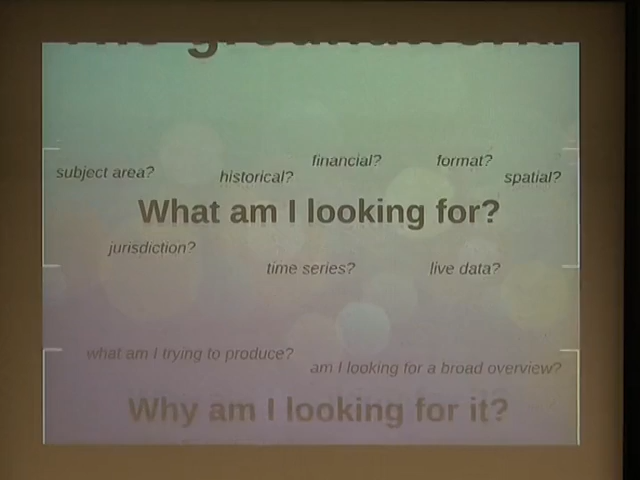 subject area?
historical?
financial?
format?
spatial?
What am I looking for?
jurisdiction?
time series?
live data?
what am I trying to produce?
am I looking for a broad overview?
Why am I looking for it?